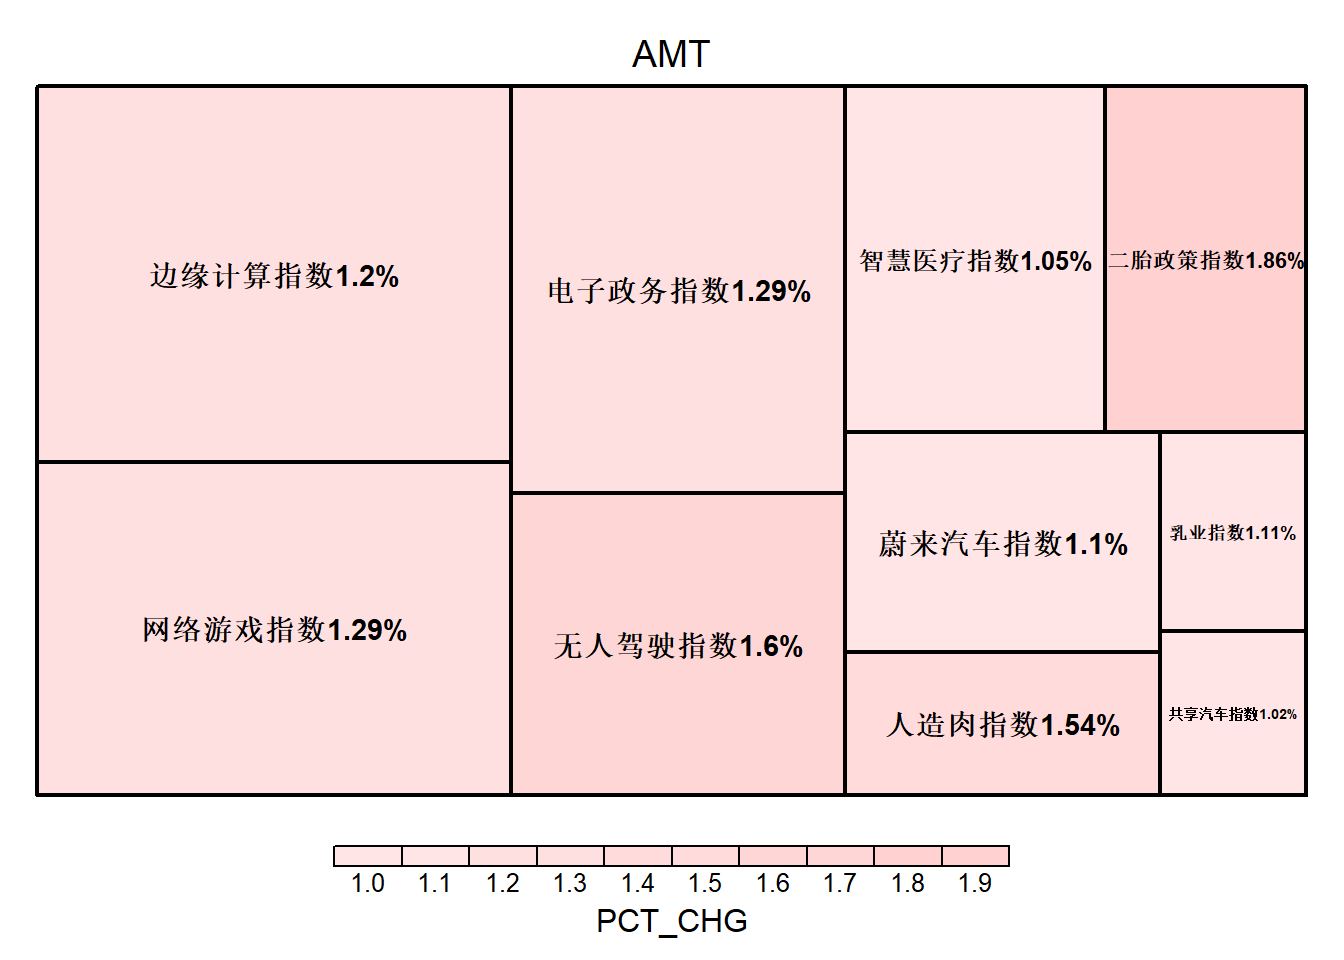 AMT
边缘计算指数1.2%
网络游戏指数1.29%
电子政务指数1.29%
无人驾驶指数1.6%
智慧医疗指数1.05%
二胎政策指数1.86%
蔚来汽车指数1.1%
人造肉指数1.54%
乳业指数1.11%
共享汽车指数1.02%
1.0 1.1 1.2 1.3 1.4 1.5 1.6 1.7 1.8 1.9
PCT_CHG